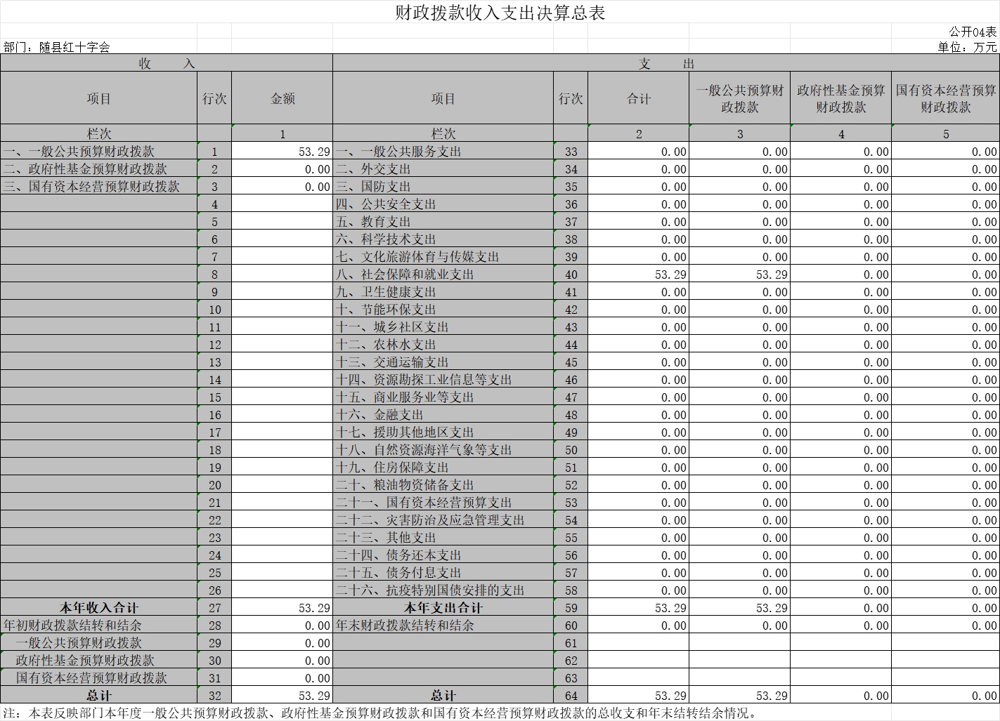 财政拨款收入支出决算总表
公开04表
部门：随县红十字会 单位：万元
收 入 支 出
项目 行次 金额 项目 行次 合计 一般公共预算财政拨款 政府性基金预算财政拨款 国有资本经营预算财政拨款
栏次 1 栏次 2 3 4 5
一、一般公共预算财政拨款 1 53.29 一、一般公共服务支出 33 0.00 0.00 0.00 0.00
二、政府性基金预算财政拨款 2 0.00 二、外交支出 34 0.00 0.00 0.00 0.00
三、国有资本经营预算财政拨款 3 0.00 三、国防支出 35 0.00 0.00 0.00 0.00
4 四、公共安全支出 36 0.00 0.00 0.00 0.00
5 五、教育支出 37 0.00 0.00 0.00 0.00
6 六、科学技术支出 38 0.00 0.00 0.00 0.00
7 七、文化旅游体育与传媒支出 39 0.00 0.00 0.00 0.00
8 八、社会保障和就业支出 40 53.29 53.29 0.00 0.00
9 九、卫生健康支出 41 0.00 0.00 0.00 0.00
10 十、节能环保支出 42 0.00 0.00 0.00 0.00
11 十一、城乡社区支出 43 0.00 0.00 0.00 0.00
12 十二、农林水支出 44 0.00 0.00 0.00 0.00
13 十三、交通运输支出 45 0.00 0.00 0.00 0.00
14 十四、资源勘探工业信息等支出 46 0.00 0.00 0.00 0.00
15 十五、商业服务业等支出 47 0.00 0.00 0.00 0.00
16 十六、金融支出 48 0.00 0.00 0.00 0.00
17 十七、援助其他地区支出 49 0.00 0.00 0.00 0.00
18 十八、自然资源海洋气象等支出 50 0.00 0.00 0.00 0.00
19 十九、住房保障支出 51 0.00 0.00 0.00 0.00
20 二十、粮油物资储备支出 52 0.00 0.00 0.00 0.00
21 二十一、国有资本经营预算支出 53 0.00 0.00 0.00 0.00
22 二十二、灾害防治及应急管理支出 54 0.00 0.00 0.00 0.00
23 二十三、其他支出 55 0.00 0.00 0.00 0.00
24 二十四、债务还本支出 56 0.00 0.00 0.00 0.00
25 二十五、债务付息支出 57 0.00 0.00 0.00 0.00
26 二十六、抗疫特别国债安排的支出 58 0.00 0.00 0.00 0.00
本年收入合计 27 53.29 本年支出合计 59 53.29 53.29 0.00 0.00
年初财政拨款结转和结余 28 0.00 年末财政拨款结转和结余 60 0.00 0.00 0.00 0.00
一般公共预算财政拨款 29 0.00 61
政府性基金预算财政拨款 30 0.00 62
国有资本经营预算财政拨款 31 0.00 63
总计 32 53.29 总计 64 53.29 53.29 0.00 0.00
注：本表反映部门本年度一般公共预算财政拨款、政府性基金预算财政拨款和国有资本经营预算财政拨款的总收支和年末结转结余情况。